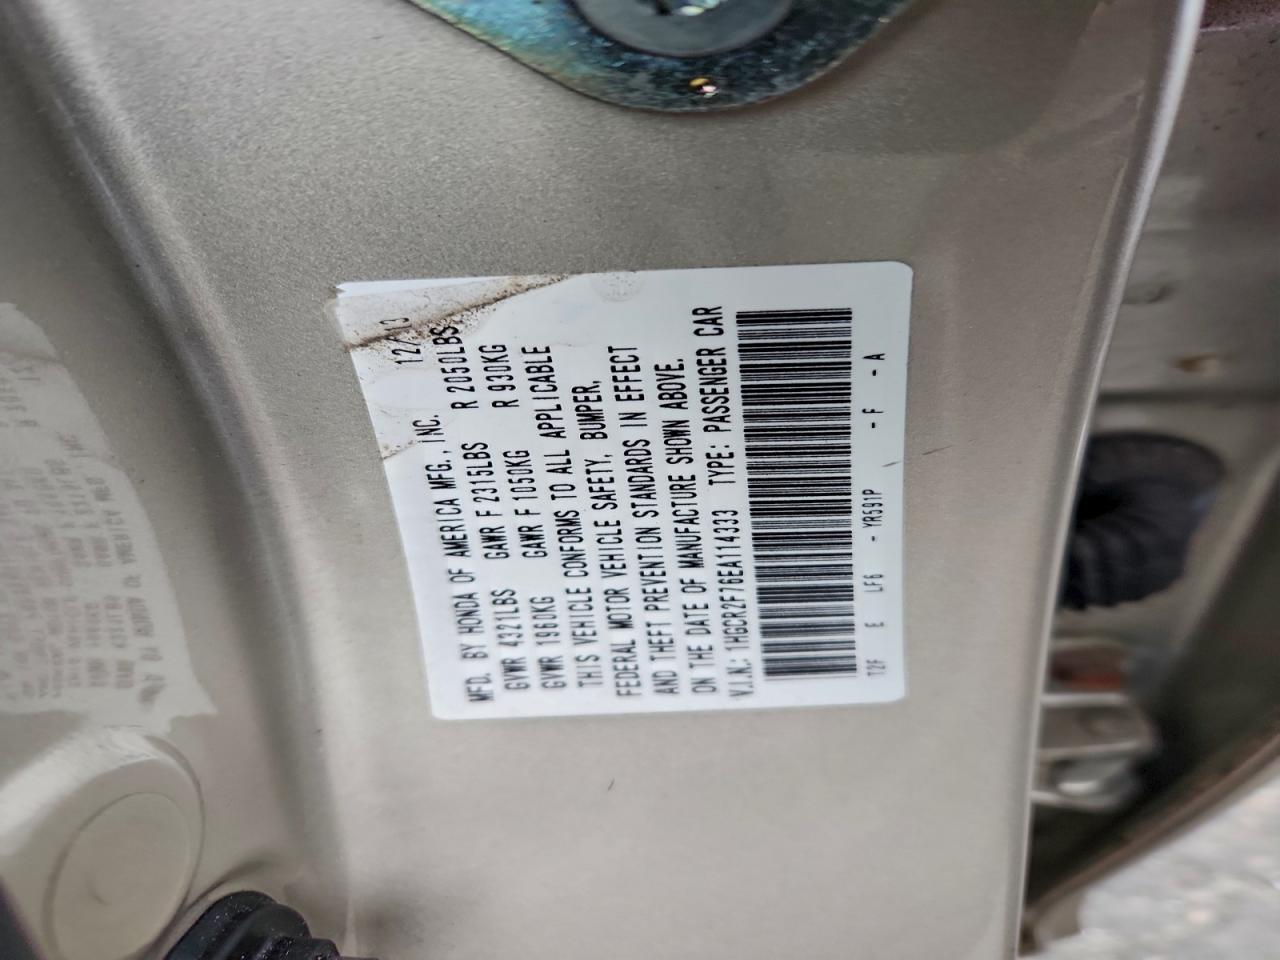 MFD. BY HONDA OF AMERICA MFG., INC. 12/13
GVWR 4321LBS GAWR F 2315LBS R 2050LBS
GVWR 1960KG GAWR F 1050KG R 930KG
THIS VEHICLE CONFORMS TO ALL APPLICABLE
FEDERAL MOTOR VEHICLE SAFETY, BUMPER,
AND THEFT PREVENTION STANDARDS IN EFFECT
ON THE DATE OF MANUFACTURE SHOWN ABOVE.
V.I.N.: 1HGCR2F76EA114333 TYPE: PASSENGER CAR
T2F E LF6 - YR591P - F - A